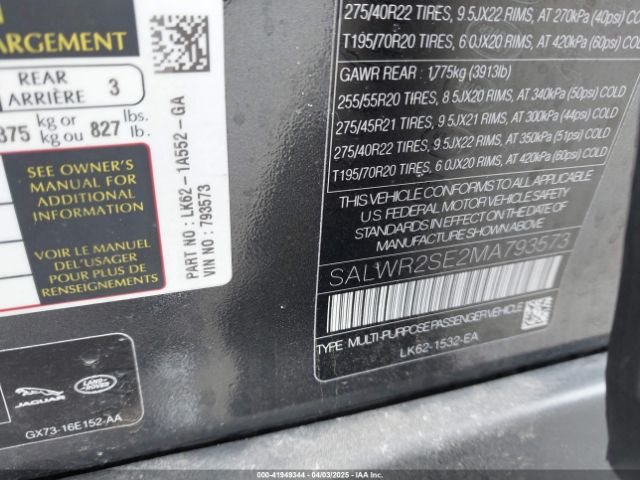 ARGEMENT
REAR
ARRIÈRE 3
375 kg or 827 lbs.
kg ou lb.
SEE OWNER'S
MANUAL FOR
ADDITIONAL
INFORMATION
VOIR LE MANUEL
DEL'USAGER
POUR PLUS DE
RENSEIGNEMENTS
PART NO : LK62-1A552-GA
VIN NO : 793573
JAGUAR
LAND-ROVER
GX73-16E152-AA
275/40R22 TIRES, 9.5JX22 RIMS, AT 270kPa (40psi) CO
T195/70R20 TIRES, 6 0JX20 RIMS, AT 420kPa (60psi) CO
GAWR REAR : 1,775kg (3913lb)
255/55R20 TIRES, 8.5JX20 RIMS, AT 340kPa (50psi) COLD
275/45R21 TIRES, 9.5JX21 RIMS, AT 300kPa (44psi) COLD
275/40R22 TIRES, 9.5JX22 RIMS, AT 350kPa (51psi) COLD
T195/70R20 TIRES, 6 0JX20 RIMS, AT 420kPa (60psi) COLD
THIS VEHICLE CONFORMS TO ALL APPLICABLE
U.S. FEDERAL MOTOR VEHICLE SAFETY
STANDARDS IN EFFECT ON THE DATE OF
MANUFACTURE SHOWN ABOVE.
SALWR2SE2MA793573
TYPE: MULTI-PURPOSE PASSENGER VEHICLE
LK62-1532-EA
Copart 41949344 / 04/03/2025 / IAAI.com